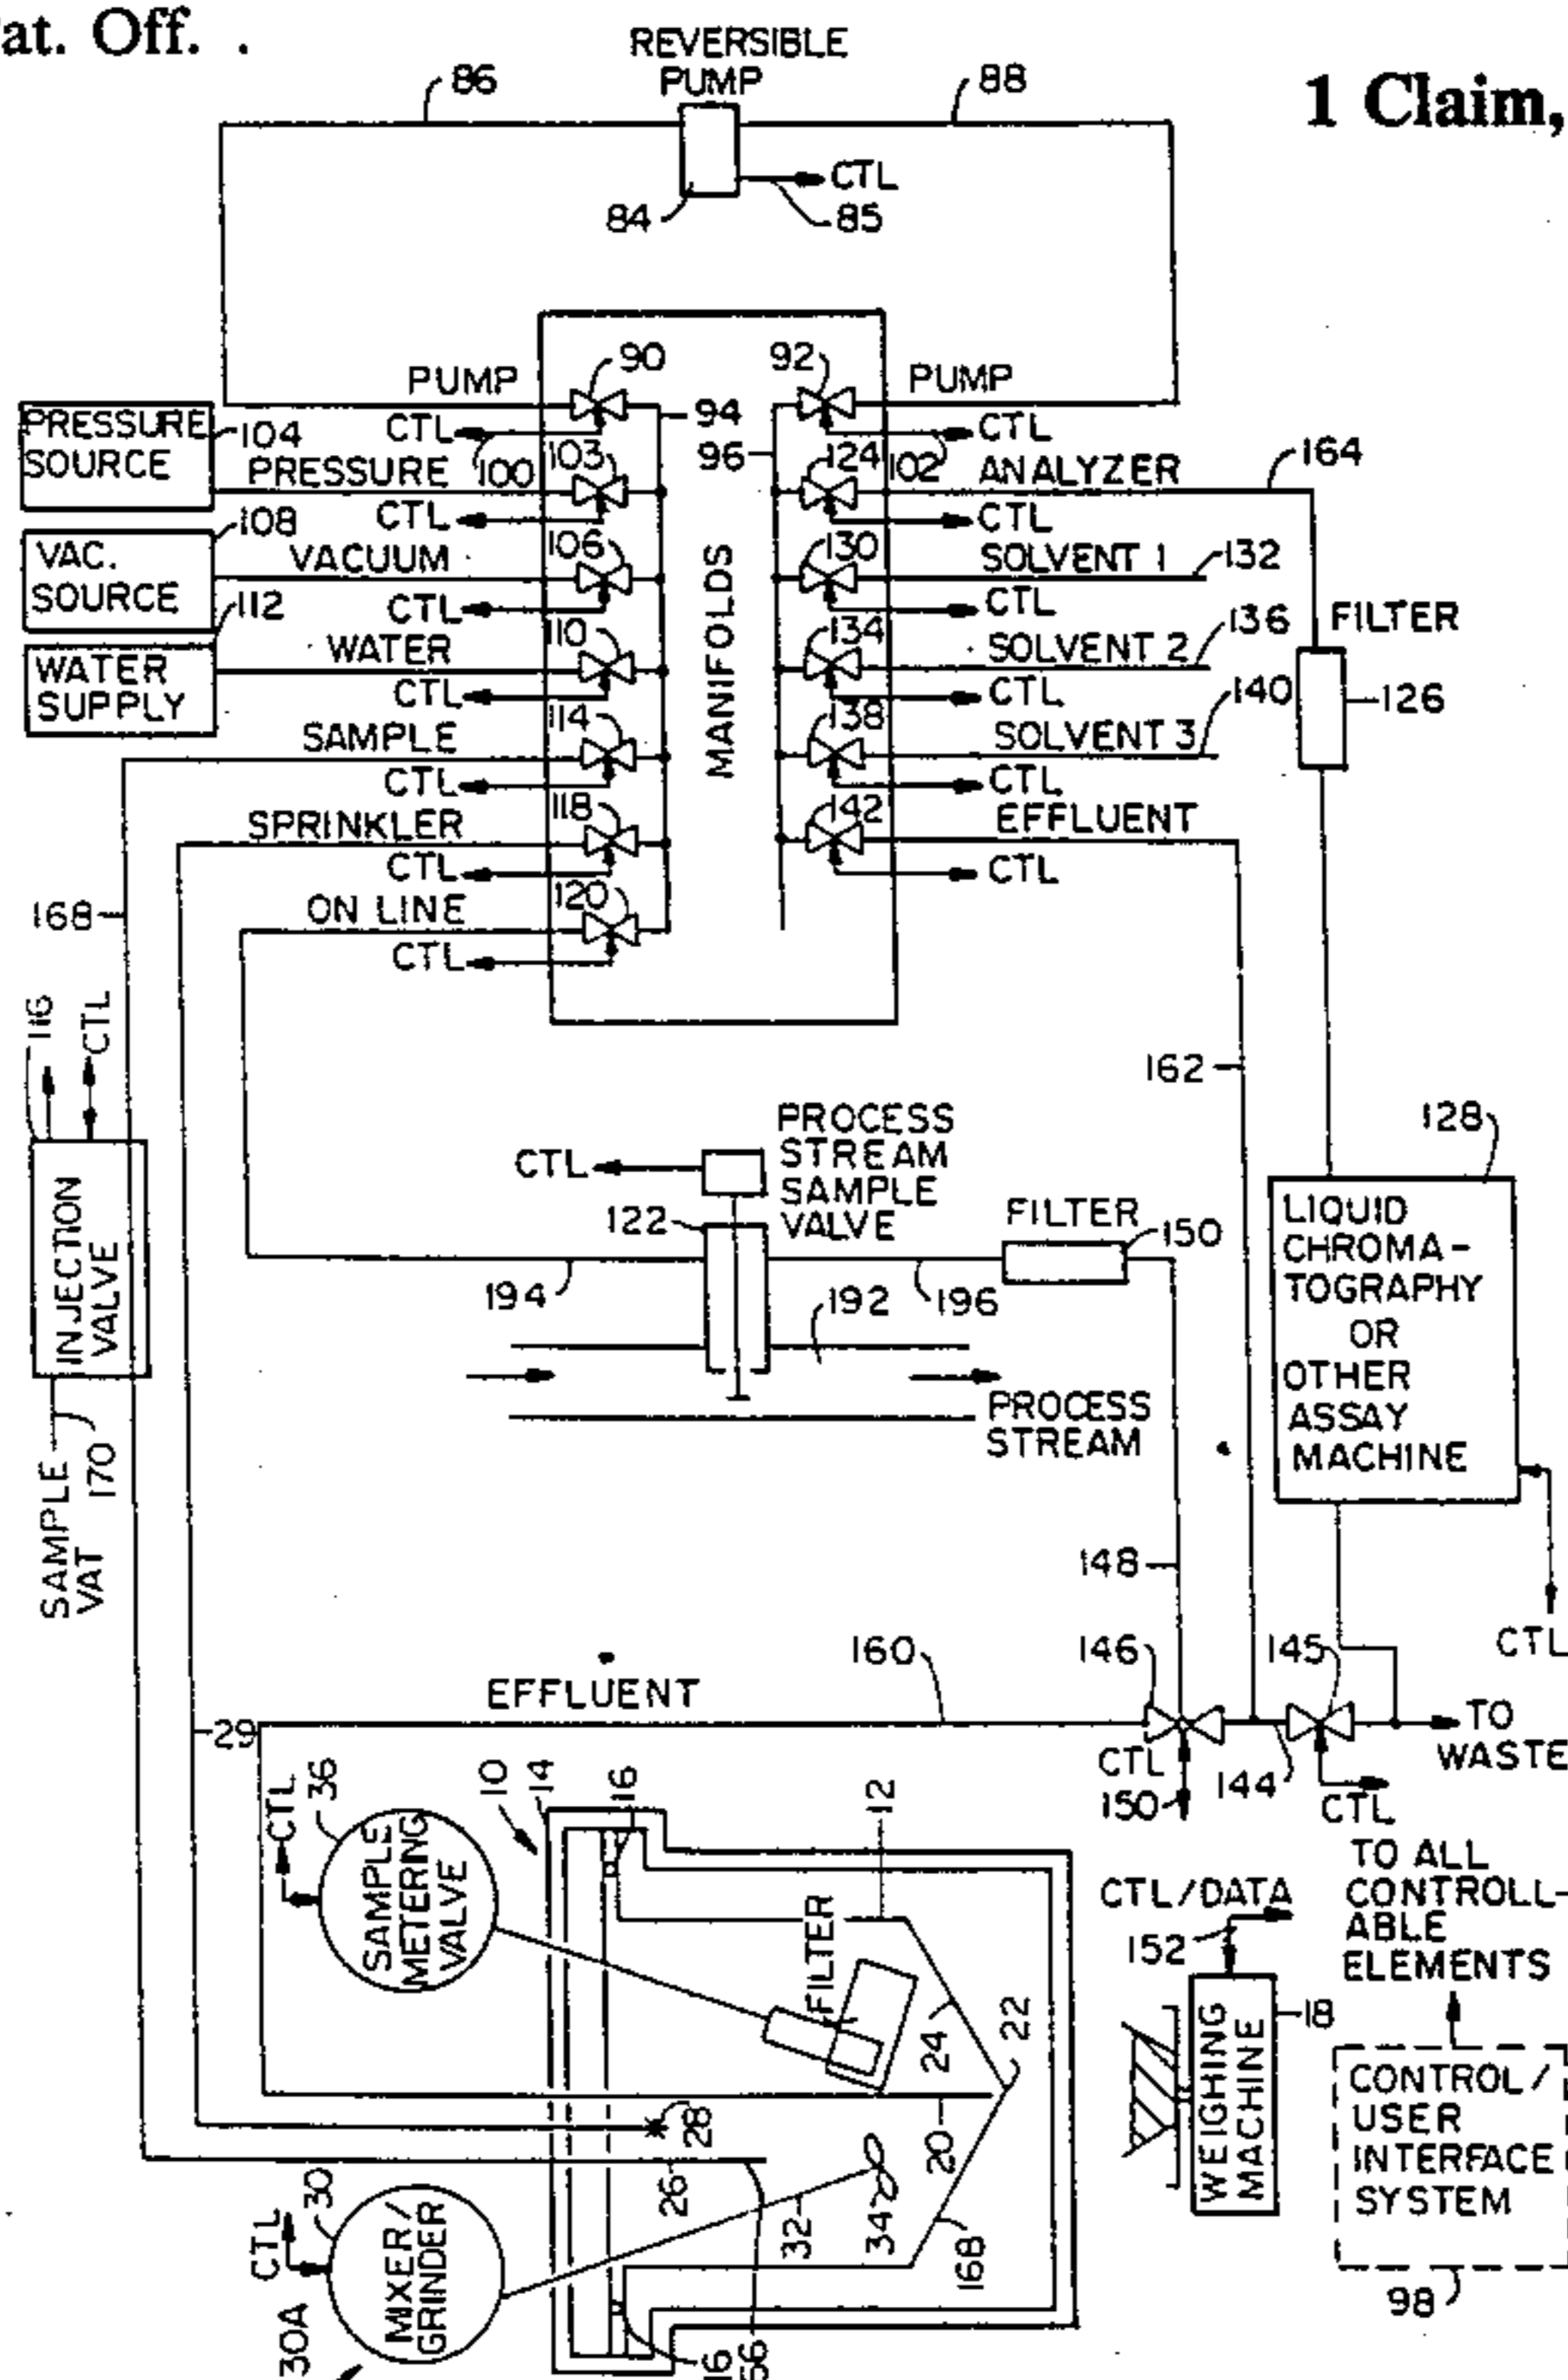 at. Off. .
1 Claim,
REVERSIBLE
PUMP
86
88
CTL
84
85
90
92
PUMP
PUMP
94
96
CTL
100
CTL
102
PRESSURE
SOURCE
104
PRESSURE
103
CTL
124
ANALYZER
164
CTL
VAC.
SOURCE
108
VACUUM
106
CTL
130
SOLVENT 1
132
CTL
WATER
SUPPLY
112
WATER
110
CTL
134
SOLVENT 2
136
CTL
FILTER
126
SAMPLE
114
CTL
138
SOLVENT 3
140
CTL
SPRINKLER
118
CTL
142
EFFLUENT
CTL
ON LINE
120
CTL
MANIFOLDS
168
116
CTL
INJECTION
VALVE
SAMPLE
VAT
170
162
CTL
PROCESS
STREAM
SAMPLE
VALVE
122
FILTER
150
194
192
196
PROCESS
STREAM
128
LIQUID
CHROMA-
TOGRAPHY
OR
OTHER
ASSAY
MACHINE
CTL
148
146
145
160
EFFLUENT
29
CTL
150
144
CTL
TO
WASTE
CTL
36
SAMPLE
METERING
VALVE
10
14
16
12
FILTER
24
22
28
20
26
32
34
168
CTL
30
MIXER/
GRINDER
30A
16
66
CTL/DATA
152
WEIGHING
MACHINE
18
TO ALL
CONTROLL-
ABLE
ELEMENTS
CONTROL/
USER
INTERFACE
SYSTEM
98